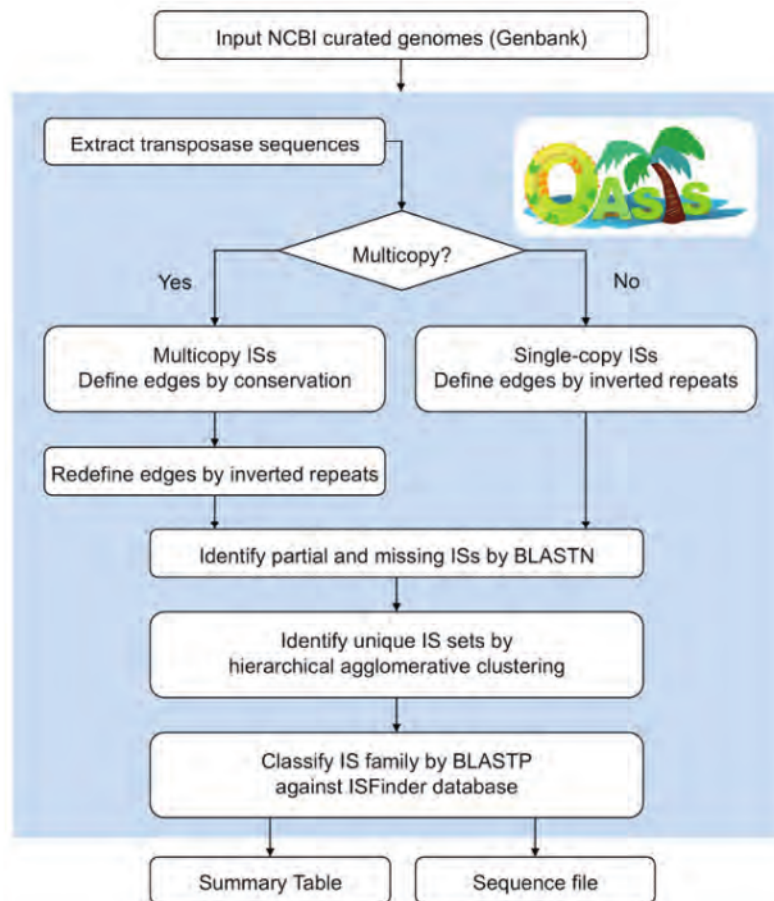 Input NCBI curated genomes (Genbank)
Extract transposase sequences
OASIS
Multicopy?
Yes
No
Multicopy ISs
Define edges by conservation
Single-copy ISs
Define edges by inverted repeats
Redefine edges by inverted repeats
Identify partial and missing ISs by BLASTN
Identify unique IS sets by
hierarchical agglomerative clustering
Classify IS family by BLASTP
against ISFinder database
Summary Table
Sequence file